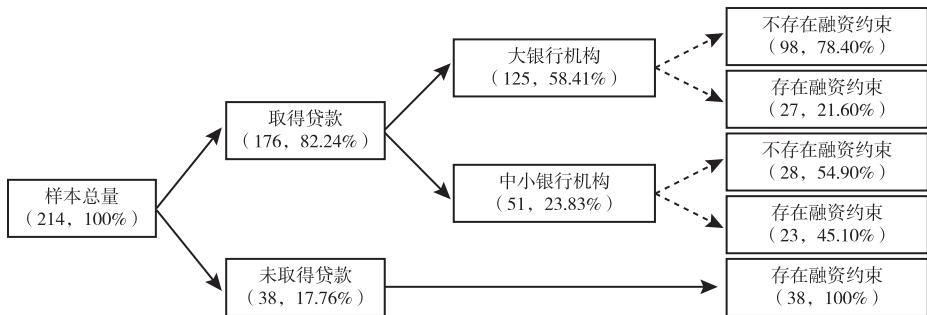 样本总量
（214，100%）
取得贷款
（176，82.24%）
未取得贷款
（38，17.76%）
大银行机构
（125，58.41%）
中小银行机构
（51，23.83%）
不存在融资约束
（98，78.40%）
存在融资约束
（27，21.60%）
不存在融资约束
（28，54.90%）
存在融资约束
（23，45.10%）
存在融资约束
（38，100%）